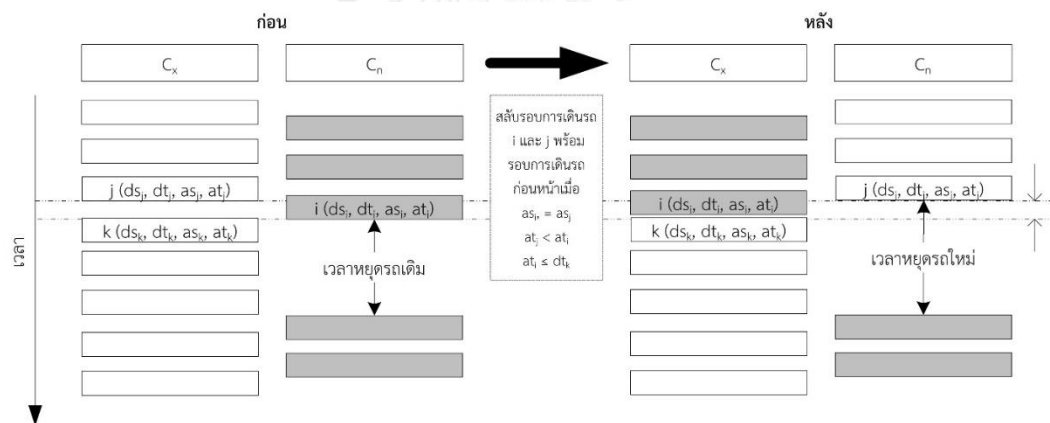 ก่อน
หลัง
Cₓ
Cₙ
Cₓ
Cₙ
สลับรอบการเดินรถ
i และ j พร้อม
รอบการเดินรถ
ก่อนหน้าเมื่อ
asᵢ, = asⱼ
atⱼ < atᵢ
atᵢ ≤ dtₖ
j (dsⱼ, dtⱼ, asⱼ, atⱼ)
i (dsᵢ, dtᵢ, asᵢ, atᵢ)
k (dsₖ, dtₖ, asₖ, atₖ)
เวลาหยุดรถเดิม
i (dsᵢ, dtᵢ, asᵢ, atᵢ)
j (dsⱼ, dtⱼ, asⱼ, atⱼ)
k (dsₖ, dtₖ, asₖ, atₖ)
เวลาหยุดรถใหม่
เวลา